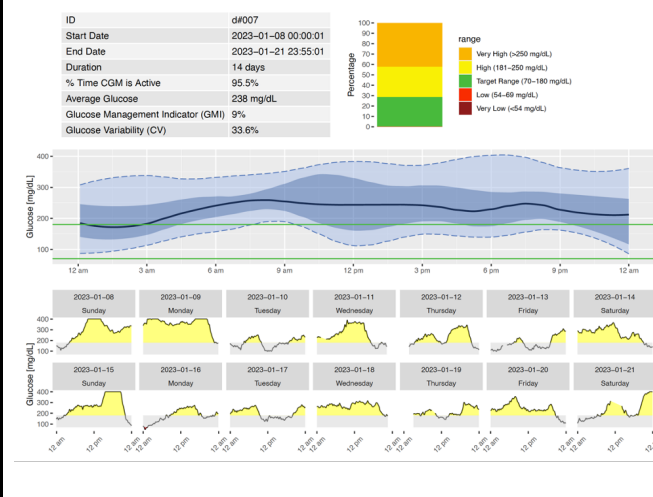 ID d#007
Start Date 2023-01-08 00:00:01
End Date 2023-01-21 23:55:01
Duration 14 days
% Time CGM is Active 95.5%
Average Glucose 238 mg/dL
Glucose Management Indicator (GMI) 9%
Glucose Variability (CV) 33.6%
Percentage
100-
90-
80-
70-
60-
50-
40-
30-
20-
10-
0-
range
Very High (>250 mg/dL)
High (181-250 mg/dL)
Target Range (70-180 mg/dL)
Low (54-69 mg/dL)
Very Low (<54 mg/dL)
Glucose [mg/dL]
400-
300-
200-
100-
12 am 3 am 6 am 9 am 12 pm 3 pm 6 pm 9 pm 12 am
2023-01-08 2023-01-09 2023-01-10 2023-01-11 2023-01-12 2023-01-13 2023-01-14
Sunday Monday Tuesday Wednesday Thursday Friday Saturday
Glucose [mg/dL]
400-
300-
200-
100-
2023-01-15 2023-01-16 2023-01-17 2023-01-18 2023-01-19 2023-01-20 2023-01-21
Sunday Monday Tuesday Wednesday Thursday Friday Saturday
400-
300-
200-
100-
12 am 12 pm 12 am 12 am 12 pm 12 am 12 am 12 pm 12 am 12 am 12 pm 12 am 12 am 12 pm 12 am 12 am 12 pm 12 am 12 am 12 pm